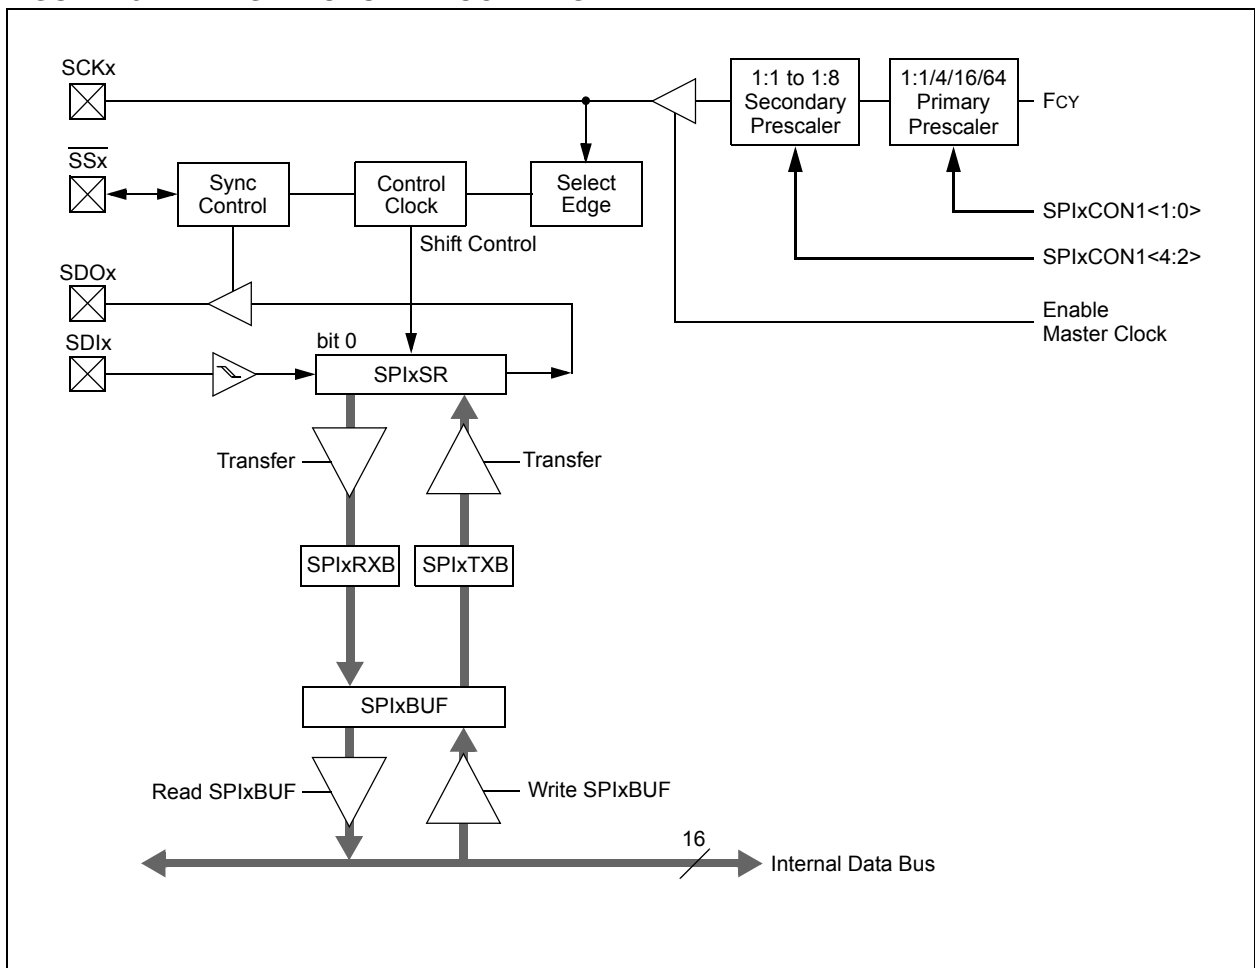 SCKx
1:1 to 1:8
Secondary
Prescaler
1:1/4/16/64
Primary
Prescaler
FCY
SSx
Sync
Control
Control
Clock
Select
Edge
SPIxCON1<1:0>
Shift Control
SPIxCON1<4:2>
SDOx
Enable
Master Clock
SDIx
bit 0
SPIxSR
Transfer
Transfer
SPIxRXB
SPIxTXB
SPIxBUF
Read SPIxBUF
Write SPIxBUF
16
Internal Data Bus